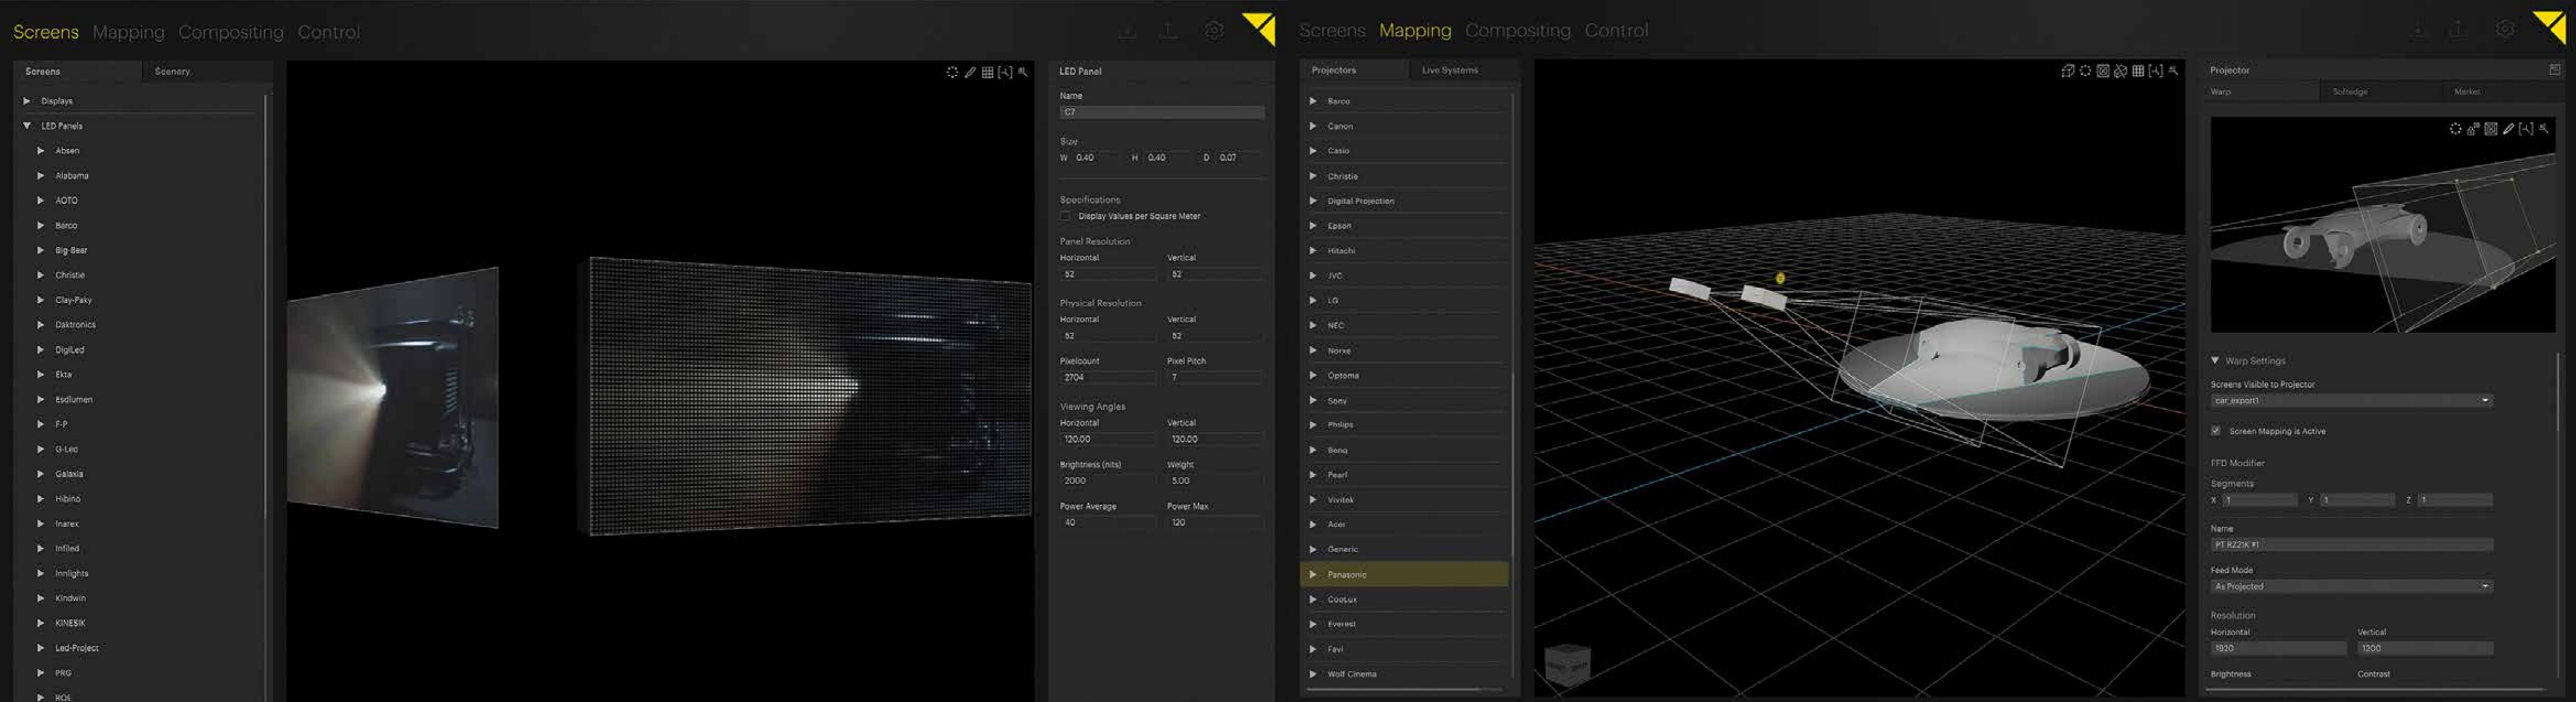 Screens Mapping Compositing Control
Screens Scenery
Displays
LED Panels
Absen
Alabama
AOTO
Barco
Big-Bear
Christie
Clay-Paky
Daktronics
DigiLed
Ekta
Esdlumen
F-P
G-Lec
Galaxia
Hibino
Inarex
Infiled
Innlights
Kindwin
KINESIK
Led-Project
PRG
ROE
LED Panel
Name
C7
Size
W 0.40 H 0.40 D 0.07
Specifications
Display Values per Square Meter
Panel Resolution
Horizontal Vertical
52 52
Physical Resolution
Horizontal Vertical
52 52
Pixelcount Pixel Pitch
2704 7
Viewing Angles
Horizontal Vertical
120.00 120.00
Brightness (nits) Weight
2000 5.00
Power Average Power Max
40 120
Screens Mapping Compositing Control
Projectors Live Systems
Barco
Canon
Casio
Christie
Digital Projection
Epson
Hitachi
JVC
LG
NEC
Norxe
Optoma
Sony
Philips
Benq
Pearl
Vivitek
Acer
Generic
Panasonic
CooLux
Everest
Favi
Wolf Cinema
Projector
Warp Softedge Marker
Warp Settings
Screens Visible to Projector
car_export1
Screen Mapping is Active
FFD Modifier
Segments
X 1 Y 1 Z 1
Name
PT RZ21K #1
Feed Mode
As Projected
Resolution
Horizontal Vertical
1920 1200
Brightness Contrast